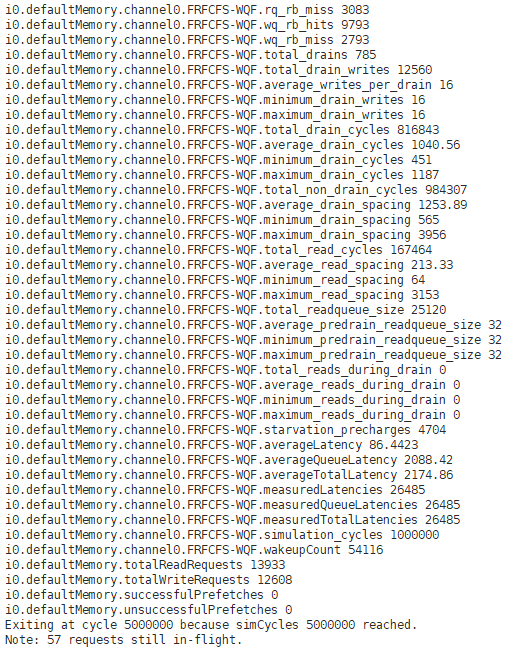 i0.defaultMemory.channel0.FRFCFS-WQF.rq_rb_miss 3083
i0.defaultMemory.channel0.FRFCFS-WQF.wq_rb_hits 9793
i0.defaultMemory.channel0.FRFCFS-WQF.wq_rb_miss 2793
i0.defaultMemory.channel0.FRFCFS-WQF.total_drains 785
i0.defaultMemory.channel0.FRFCFS-WQF.total_drain_writes 12560
i0.defaultMemory.channel0.FRFCFS-WQF.average_writes_per_drain 16
i0.defaultMemory.channel0.FRFCFS-WQF.minimum_drain_writes 16
i0.defaultMemory.channel0.FRFCFS-WQF.maximum_drain_writes 16
i0.defaultMemory.channel0.FRFCFS-WQF.total_drain_cycles 816843
i0.defaultMemory.channel0.FRFCFS-WQF.average_drain_cycles 1040.56
i0.defaultMemory.channel0.FRFCFS-WQF.minimum_drain_cycles 451
i0.defaultMemory.channel0.FRFCFS-WQF.maximum_drain_cycles 1187
i0.defaultMemory.channel0.FRFCFS-WQF.total_non_drain_cycles 984307
i0.defaultMemory.channel0.FRFCFS-WQF.average_drain_spacing 1253.89
i0.defaultMemory.channel0.FRFCFS-WQF.minimum_drain_spacing 565
i0.defaultMemory.channel0.FRFCFS-WQF.maximum_drain_spacing 3956
i0.defaultMemory.channel0.FRFCFS-WQF.total_read_cycles 167464
i0.defaultMemory.channel0.FRFCFS-WQF.average_read_spacing 213.33
i0.defaultMemory.channel0.FRFCFS-WQF.minimum_read_spacing 64
i0.defaultMemory.channel0.FRFCFS-WQF.maximum_read_spacing 3153
i0.defaultMemory.channel0.FRFCFS-WQF.total_readqueue_size 25120
i0.defaultMemory.channel0.FRFCFS-WQF.average_predrain_readqueue_size 32
i0.defaultMemory.channel0.FRFCFS-WQF.minimum_predrain_readqueue_size 32
i0.defaultMemory.channel0.FRFCFS-WQF.maximum_predrain_readqueue_size 32
i0.defaultMemory.channel0.FRFCFS-WQF.total_reads_during_drain 0
i0.defaultMemory.channel0.FRFCFS-WQF.average_reads_during_drain 0
i0.defaultMemory.channel0.FRFCFS-WQF.minimum_reads_during_drain 0
i0.defaultMemory.channel0.FRFCFS-WQF.maximum_reads_during_drain 0
i0.defaultMemory.channel0.FRFCFS-WQF.starvation_precharges 4704
i0.defaultMemory.channel0.FRFCFS-WQF.averageLatency 86.4423
i0.defaultMemory.channel0.FRFCFS-WQF.averageQueueLatency 2088.42
i0.defaultMemory.channel0.FRFCFS-WQF.averageTotalLatency 2174.86
i0.defaultMemory.channel0.FRFCFS-WQF.measuredLatencies 26485
i0.defaultMemory.channel0.FRFCFS-WQF.measuredQueueLatencies 26485
i0.defaultMemory.channel0.FRFCFS-WQF.measuredTotalLatencies 26485
i0.defaultMemory.channel0.FRFCFS-WQF.simulation_cycles 1000000
i0.defaultMemory.channel0.FRFCFS-WQF.wakeupCount 54116
i0.defaultMemory.totalReadRequests 13933
i0.defaultMemory.totalWriteRequests 12608
i0.defaultMemory.successfulPrefetches 0
i0.defaultMemory.unsuccessfulPrefetches 0
Exiting at cycle 5000000 because simCycles 5000000 reached.
Note: 57 requests still in-flight.